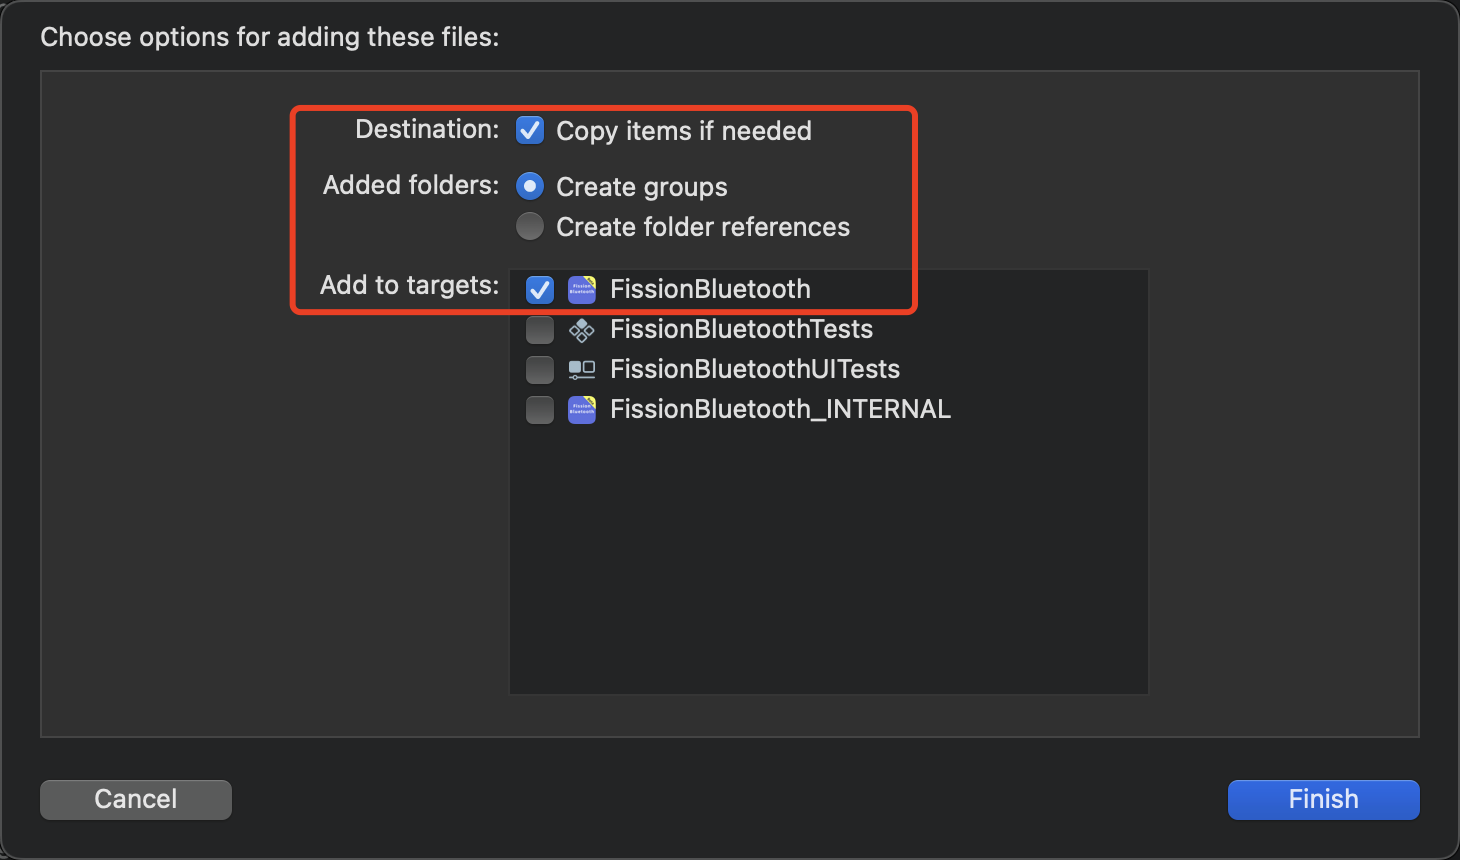 Choose options for adding these files:
Destination: Copy items if needed
Added folders: Create groups
Create folder references
Add to targets: FissionBluetooth
FissionBluetoothTests
FissionBluetoothUITests
FissionBluetooth_INTERNAL
Cancel Finish